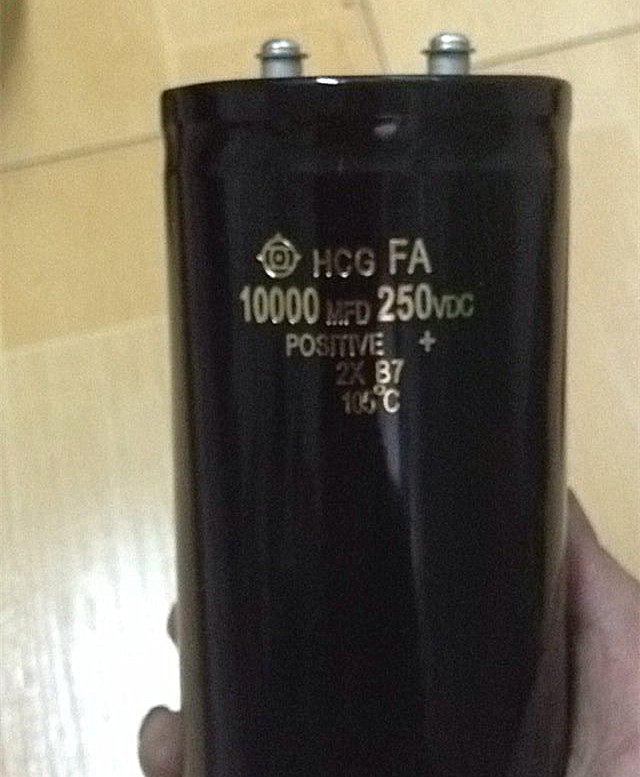 HCG FA
10000 MFD 250VDC
POSITIVE +
2X B7
105°C